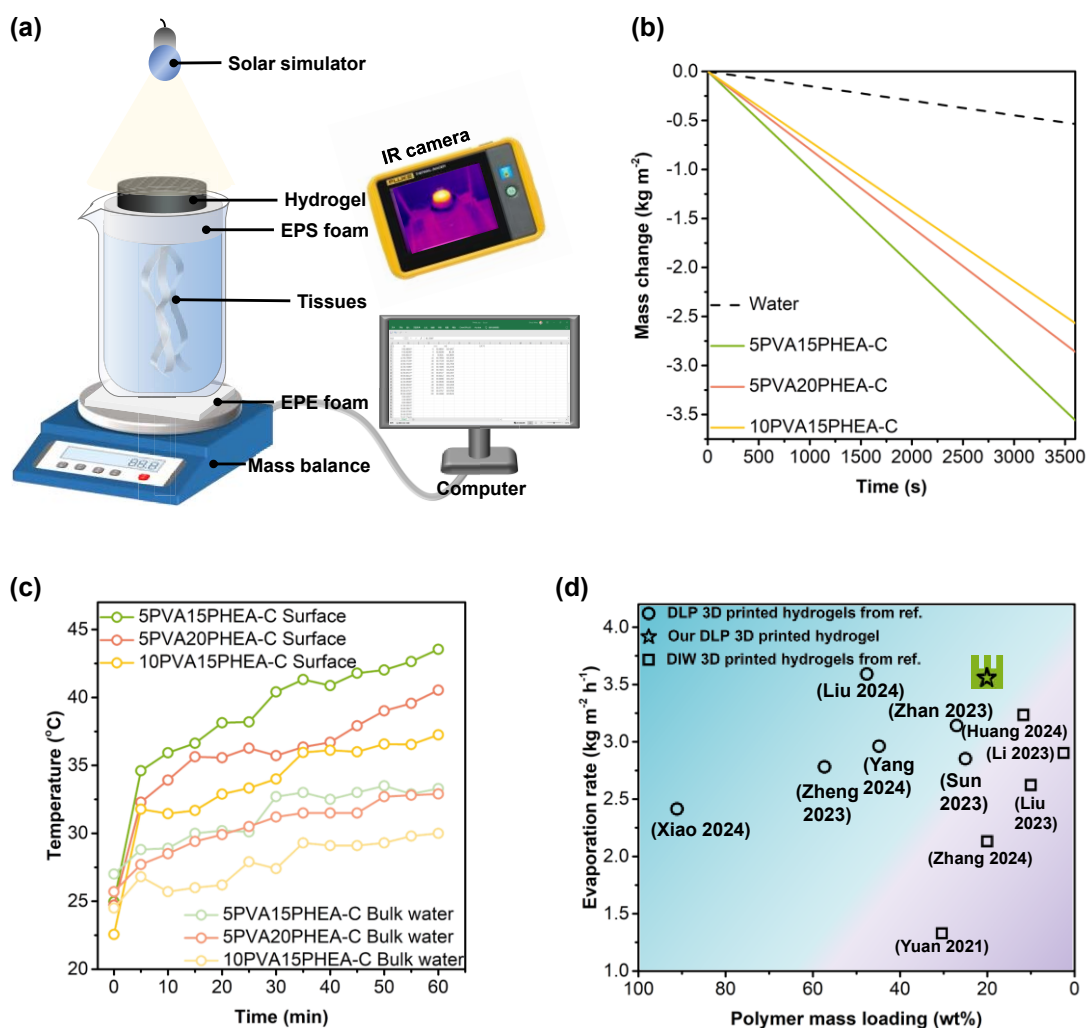 (a)
Solar simulator
IR camera
FLUKE
Hydrogel
EPS foam
Tissues
EPE foam
Mass balance
Computer
(b)
Mass change (kg m⁻²)
0.0
-0.5
-1.0
-1.5
-2.0
-2.5
-3.0
-3.5
Water
5PVA15PHEA-C
5PVA20PHEA-C
10PVA15PHEA-C
0 500 1000 1500 2000 2500 3000 3500
Time (s)
(c)
Temperature (°C)
45
40
35
30
25
20
5PVA15PHEA-C Surface
5PVA20PHEA-C Surface
10PVA15PHEA-C Surface
5PVA15PHEA-C Bulk water
5PVA20PHEA-C Bulk water
10PVA15PHEA-C Bulk water
0 10 20 30 40 50 60
Time (min)
(d)
Evaporation rate (kg m⁻² h⁻¹)
4.0
3.5
3.0
2.5
2.0
1.5
1.0
DLP 3D printed hydrogels from ref.
Our DLP 3D printed hydrogel
DIW 3D printed hydrogels from ref.
(Liu 2024)
(Zhan 2023)
(Huang 2024)
(Li 2023)
(Yang
2024)
(Zheng
2023)
(Sun
2023)
(Liu
2023)
(Xiao 2024)
(Zhang 2024)
(Yuan 2021)
100 80 60 40 20 0
Polymer mass loading (wt%)